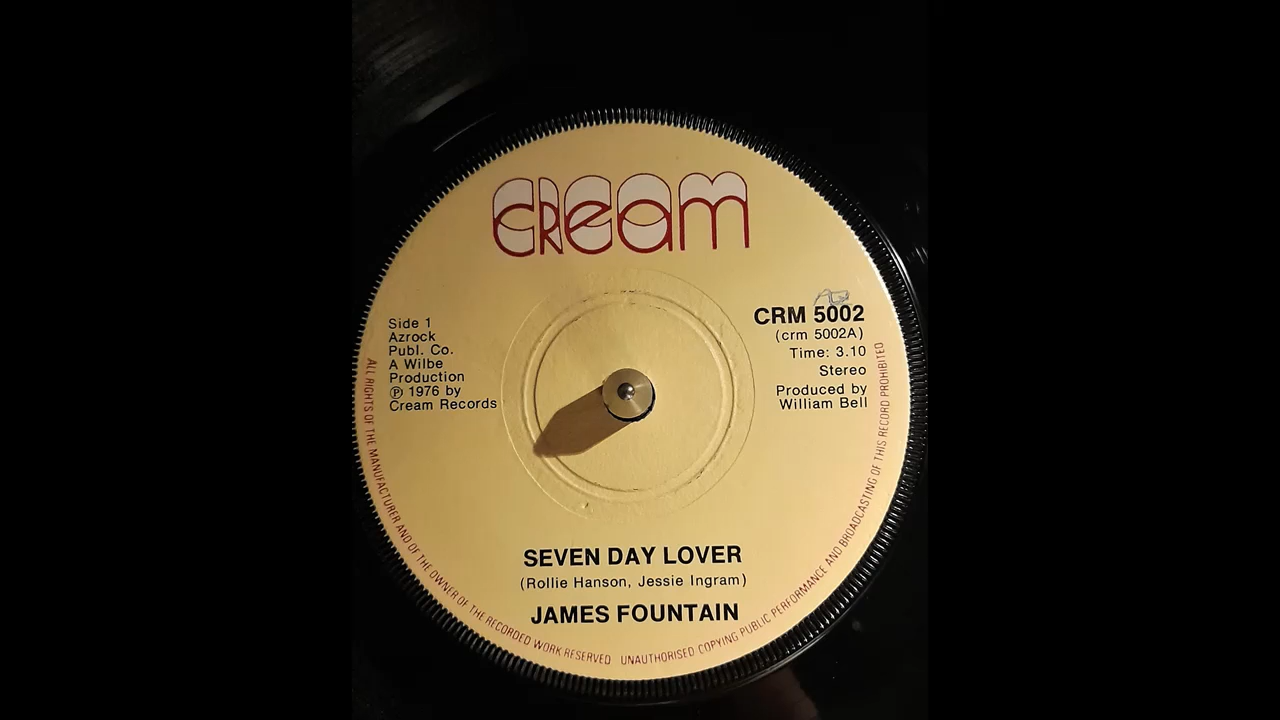 CREAM
Side 1
Azrock
Publ. Co.
A Wilbe
Production
℗ 1976 by
Cream Records
CRM 5002
(crm 5002A)
Time: 3.10
Stereo
Produced by
William Bell
SEVEN DAY LOVER
(Rollie Hanson, Jessie Ingram)
JAMES FOUNTAIN
ALL RIGHTS OF THE MANUFACTURER AND OF THE OWNER OF THE RECORDED WORK RESERVED UNAUTHORISED COPYING PUBLIC PERFORMANCE AND BROADCASTING OF THIS RECORD PROHIBITED